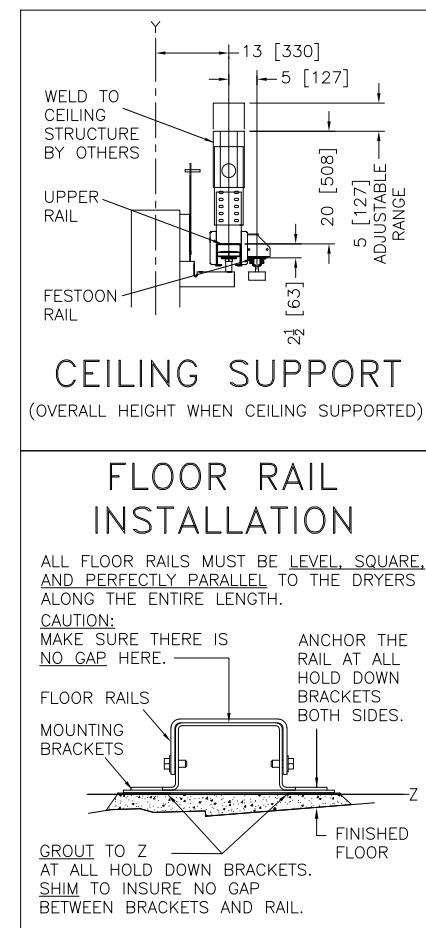 Y
13 [330]
5 [127]
WELD TO
CEILING
STRUCTURE
BY OTHERS
UPPER
RAIL
FESTOON
RAIL
20 [508]
5 [127]
ADJUSTABLE
RANGE
2½ [63]
CEILING SUPPORT
(OVERALL HEIGHT WHEN CEILING SUPPORTED)
FLOOR RAIL
INSTALLATION
ALL FLOOR RAILS MUST BE LEVEL, SQUARE,
AND PERFECTLY PARALLEL TO THE DRYERS
ALONG THE ENTIRE LENGTH.
CAUTION:
MAKE SURE THERE IS
NO GAP HERE.
ANCHOR THE
RAIL AT ALL
HOLD DOWN
BRACKETS
BOTH SIDES.
FLOOR RAILS
MOUNTING
BRACKETS
Z
FINISHED
FLOOR
GROUT TO Z
AT ALL HOLD DOWN BRACKETS.
SHIM TO INSURE NO GAP
BETWEEN BRACKETS AND RAIL.